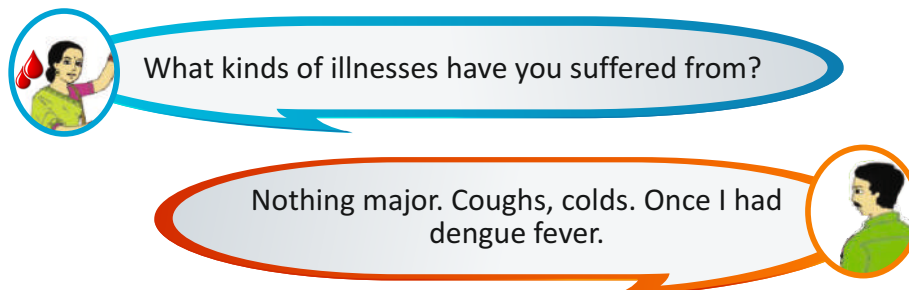 What kinds of illnesses have you suffered from?
Nothing major. Coughs, colds. Once I had
dengue fever.